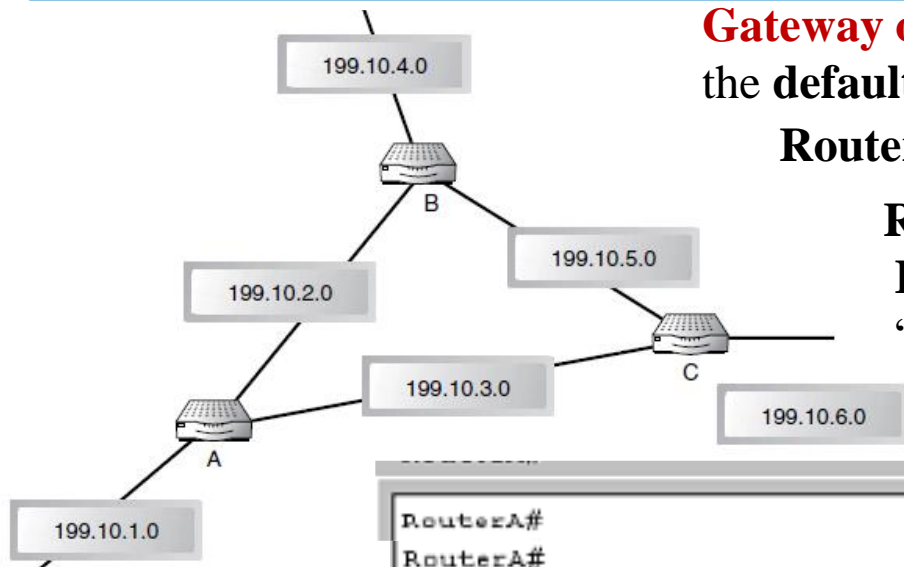 Gateway
the default
Router
199.10.4.0
B
199.10.5.0
199.10.2.0
C
199.10.3.0
199.10.6.0
A
199.10.1.0
RouterA#
RouterA#